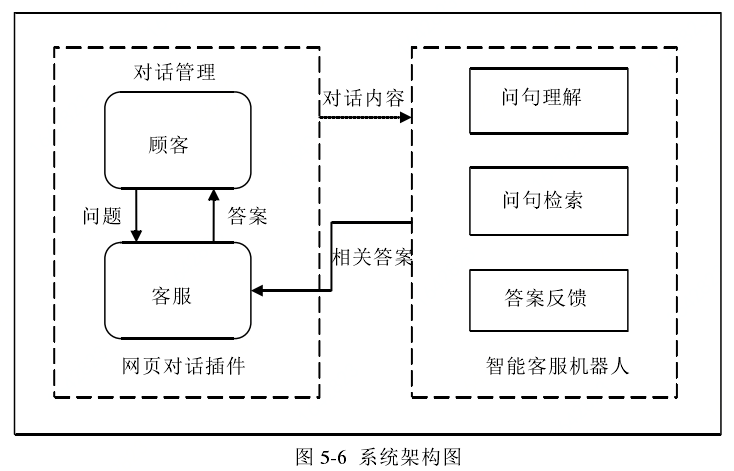 对话管理
顾客
问题
答案
客服
网页对话插件
对话内容
相关答案
问句理解
问句检索
答案反馈
智能客服机器人
图 5-6 系统架构图